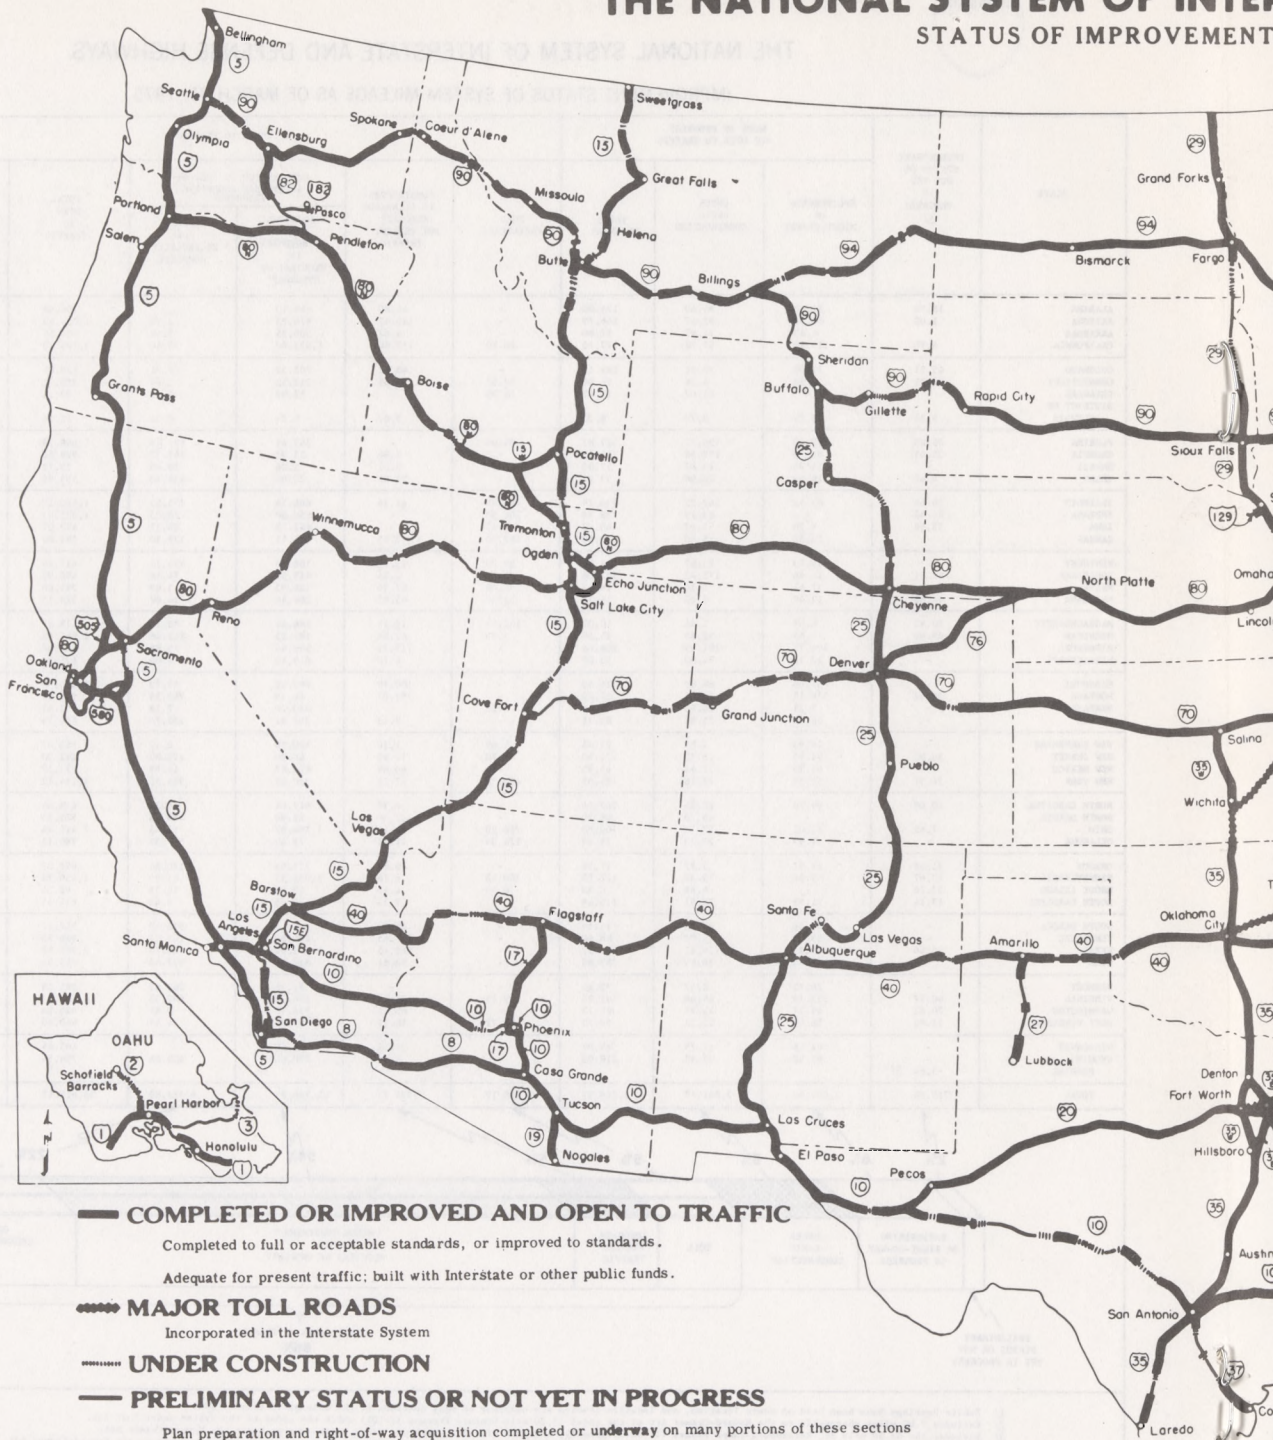 THE NATIONAL SYSTEM OF INTER
STATUS OF IMPROVEMENT
Bellingham
5
Seattle
90
Olympia
Ellensburg
Spokane
Coeur d'Alene
Sweetgrass
15
29
5
82
182
90
Missoula
Great Falls
Grand Forks
Portland
Pasco
Salem
80N
Pendleton
90
Helena
94
94
Butte
90
Billings
Bismarck
Fargo
5
80N
90
Sheridan
29
Grants Pass
Boise
15
Buffalo
90
Gillette
Rapid City
90
80N
15W
Pocatello
25
Sioux Falls
29
15
Casper
5
Winnemucca
80
80N
Tremonton
15
129
Ogden
80N
80
80
80
Echo Junction
North Platte
Omaha
80
Reno
Salt Lake City
Cheyenne
Lincoln
505
80
Sacramento
15
25
76
Oakland
San
Francisco
5
70
Denver
70
580
Cove Fort
70
Grand Junction
70
25
Salina
35W
Pueblo
5
15
Wichita
Las
Vegas
15
25
35
Barstow
15
40
40
Flagstaff
40
Santa Fe
Oklahoma
City
Los
Angeles
15E
Las Vegas
Amarillo
40
Santa Monica
San Bernardino
Albuquerque
40
10
17
40
HAWAII
15
10
10
25
35
OAHU
San Diego
8
Phoenix
27
2
5
8
17
10
Lubbock
Schofield
Barracks
Casa Grande
Denton
Pearl Harbor
10
Tucson
10
20
Fort Worth
3
Las Cruces
35W
1
Honolulu
19
El Paso
Hillsboro
1
N
Nogales
Pecos
10
35
COMPLETED OR IMPROVED AND OPEN TO TRAFFIC
Completed to full or acceptable standards, or improved to standards.
10
Adequate for present traffic; built with Interstate or other public funds.
MAJOR TOLL ROADS
San Antonio
Incorporated in the Interstate System
UNDER CONSTRUCTION
35
37
PRELIMINARY STATUS OR NOT YET IN PROGRESS
Laredo
Plan preparation and right-of-way acquisition completed or underway on many portions of these sections